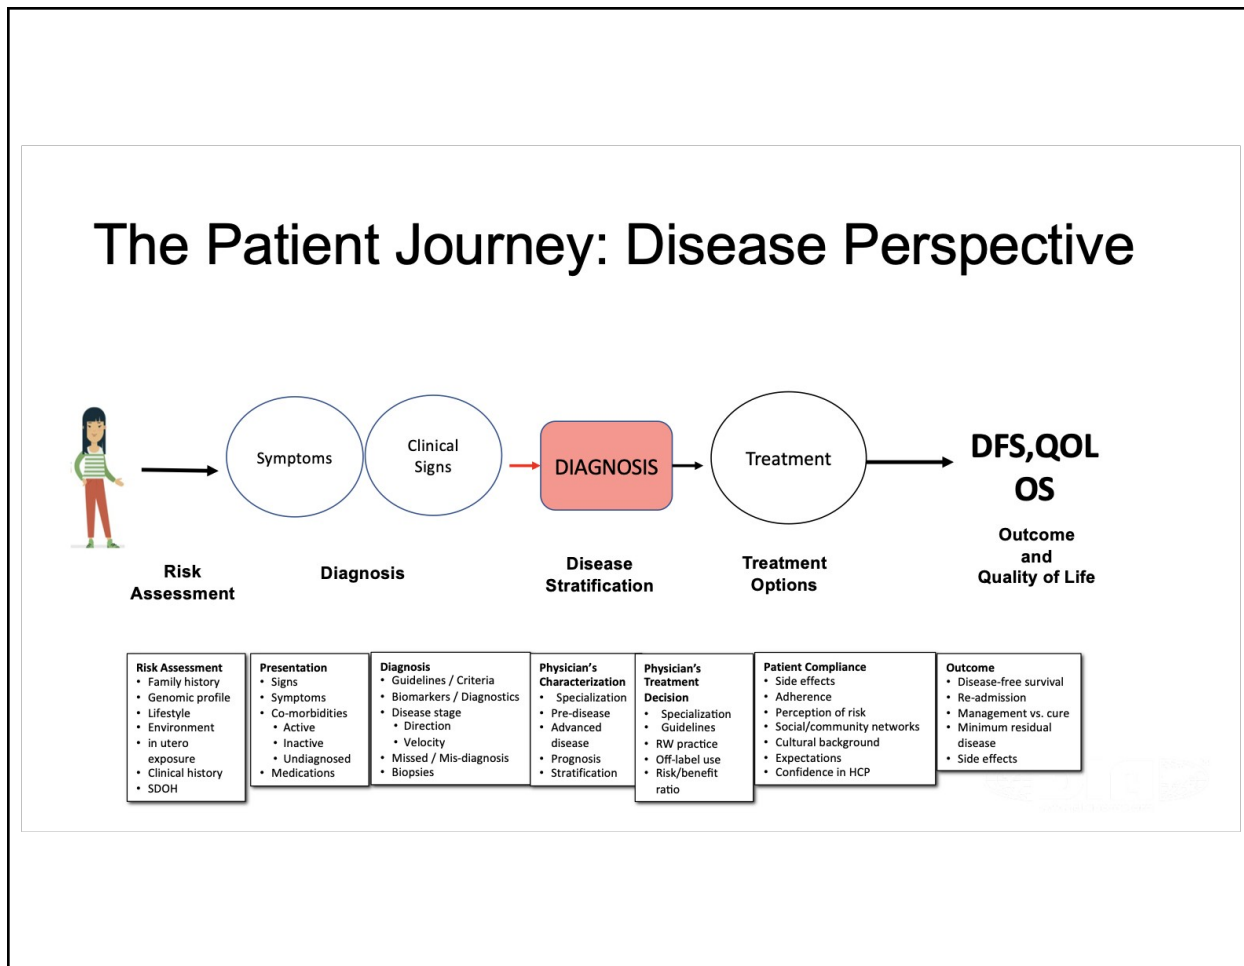 The Patient Journey: Disease Perspective
Symptoms
Clinical
Signs
DIAGNOSIS
Treatment
DFS,QOL
OS
Outcome
and
Quality of Life
Risk
Assessment
Diagnosis
Disease
Stratification
Treatment
Options
Risk Assessment
• Family history
• Genomic profile
• Lifestyle
• Environment
• in utero
exposure
• Clinical history
• SDOH
Presentation
• Signs
• Symptoms
• Co-morbidities
• Active
• Inactive
• Undiagnosed
• Medications
Diagnosis
• Guidelines / Criteria
• Biomarkers / Diagnostics
• Disease stage
• Direction
• Velocity
• Missed / Mis-diagnosis
• Biopsies
Physician's
Characterization
• Specialization
• Pre-disease
• Advanced
disease
• Prognosis
• Stratification
Physician's
Treatment
Decision
• Specialization
• Guidelines
• RW practice
• Off-label use
• Risk/benefit
ratio
Patient Compliance
• Side effects
• Adherence
• Perception of risk
• Social/community networks
• Cultural background
• Expectations
• Confidence in HCP
Outcome
• Disease-free survival
• Re-admission
• Management vs. cure
• Minimum residual
disease
• Side effects